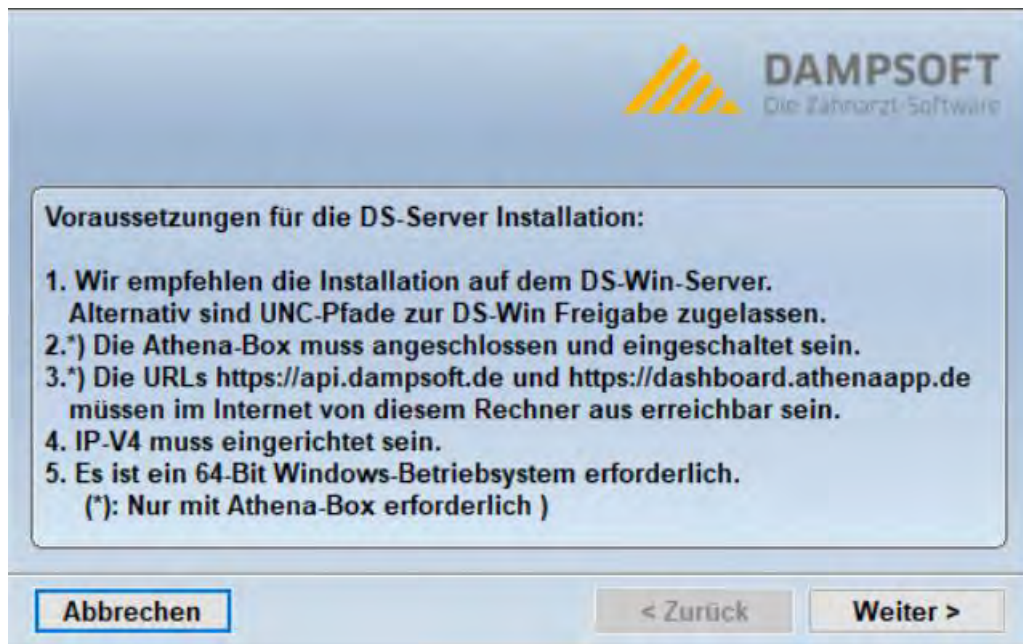 DAMPSOFT
Die Zahnarzt-Software
Voraussetzungen für die DS-Server Installation:
1. Wir empfehlen die Installation auf dem DS-Win-Server.
Alternativ sind UNC-Pfade zur DS-Win Freigabe zugelassen.
2.*) Die Athena-Box muss angeschlossen und eingeschaltet sein.
3.*) Die URLs https://api.dampsoft.de und https://dashboard.athenaapp.de
müssen im Internet von diesem Rechner aus erreichbar sein.
4. IP-V4 muss eingerichtet sein.
5. Es ist ein 64-Bit Windows-Betriebsystem erforderlich.
(*): Nur mit Athena-Box erforderlich )
Abbrechen
< Zurück
Weiter >